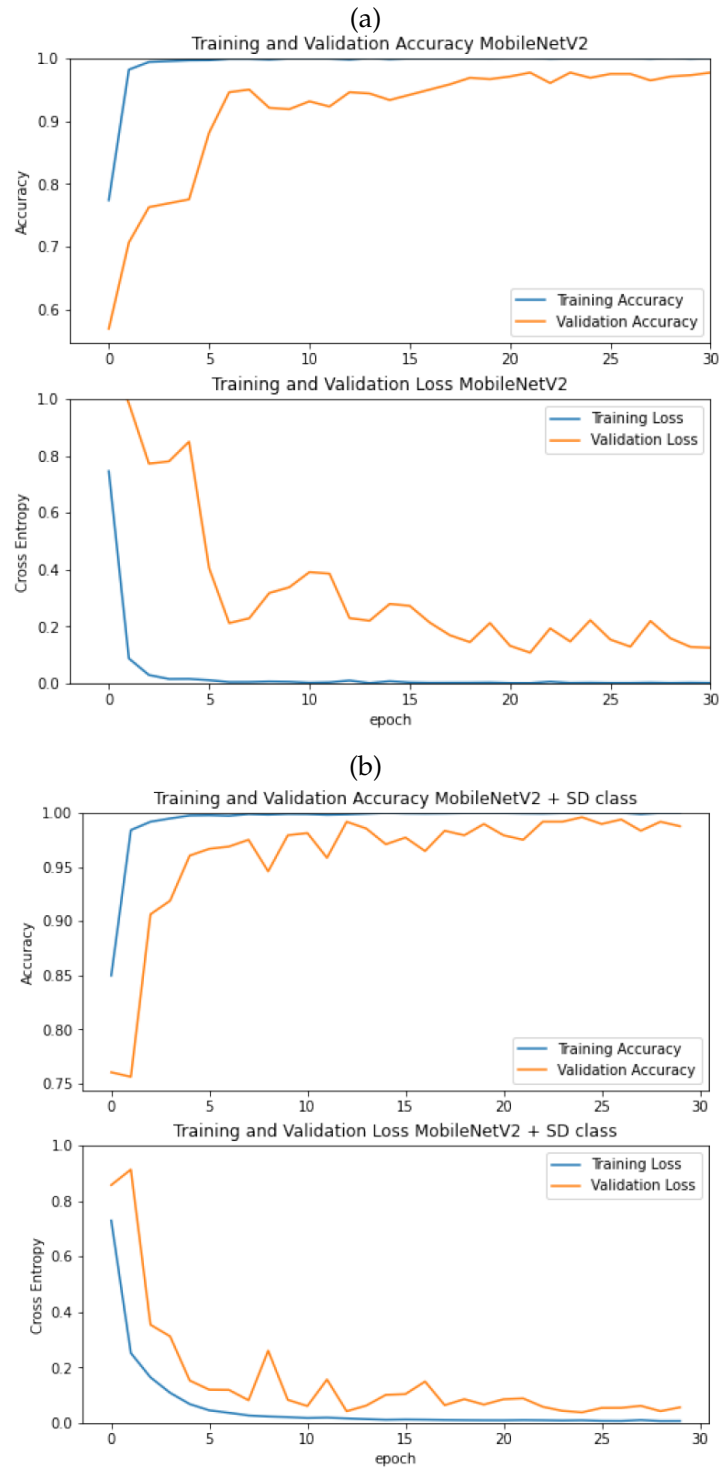 (a)
Training and Validation Accuracy MobileNetV2
1.0
0.9
0.8
0.7
0.6
Accuracy
Training Accuracy
Validation Accuracy
0 5 10 15 20 25 30
Training and Validation Loss MobileNetV2
1.0
0.8
0.6
0.4
0.2
0.0
Cross Entropy
Training Loss
Validation Loss
0 5 10 15 20 25 30
epoch
(b)
Training and Validation Accuracy MobileNetV2 + SD class
1.00
0.95
0.90
0.85
0.80
0.75
Accuracy
Training Accuracy
Validation Accuracy
0 5 10 15 20 25 30
Training and Validation Loss MobileNetV2 + SD class
1.0
0.8
0.6
0.4
0.2
0.0
Cross Entropy
Training Loss
Validation Loss
0 5 10 15 20 25 30
epoch